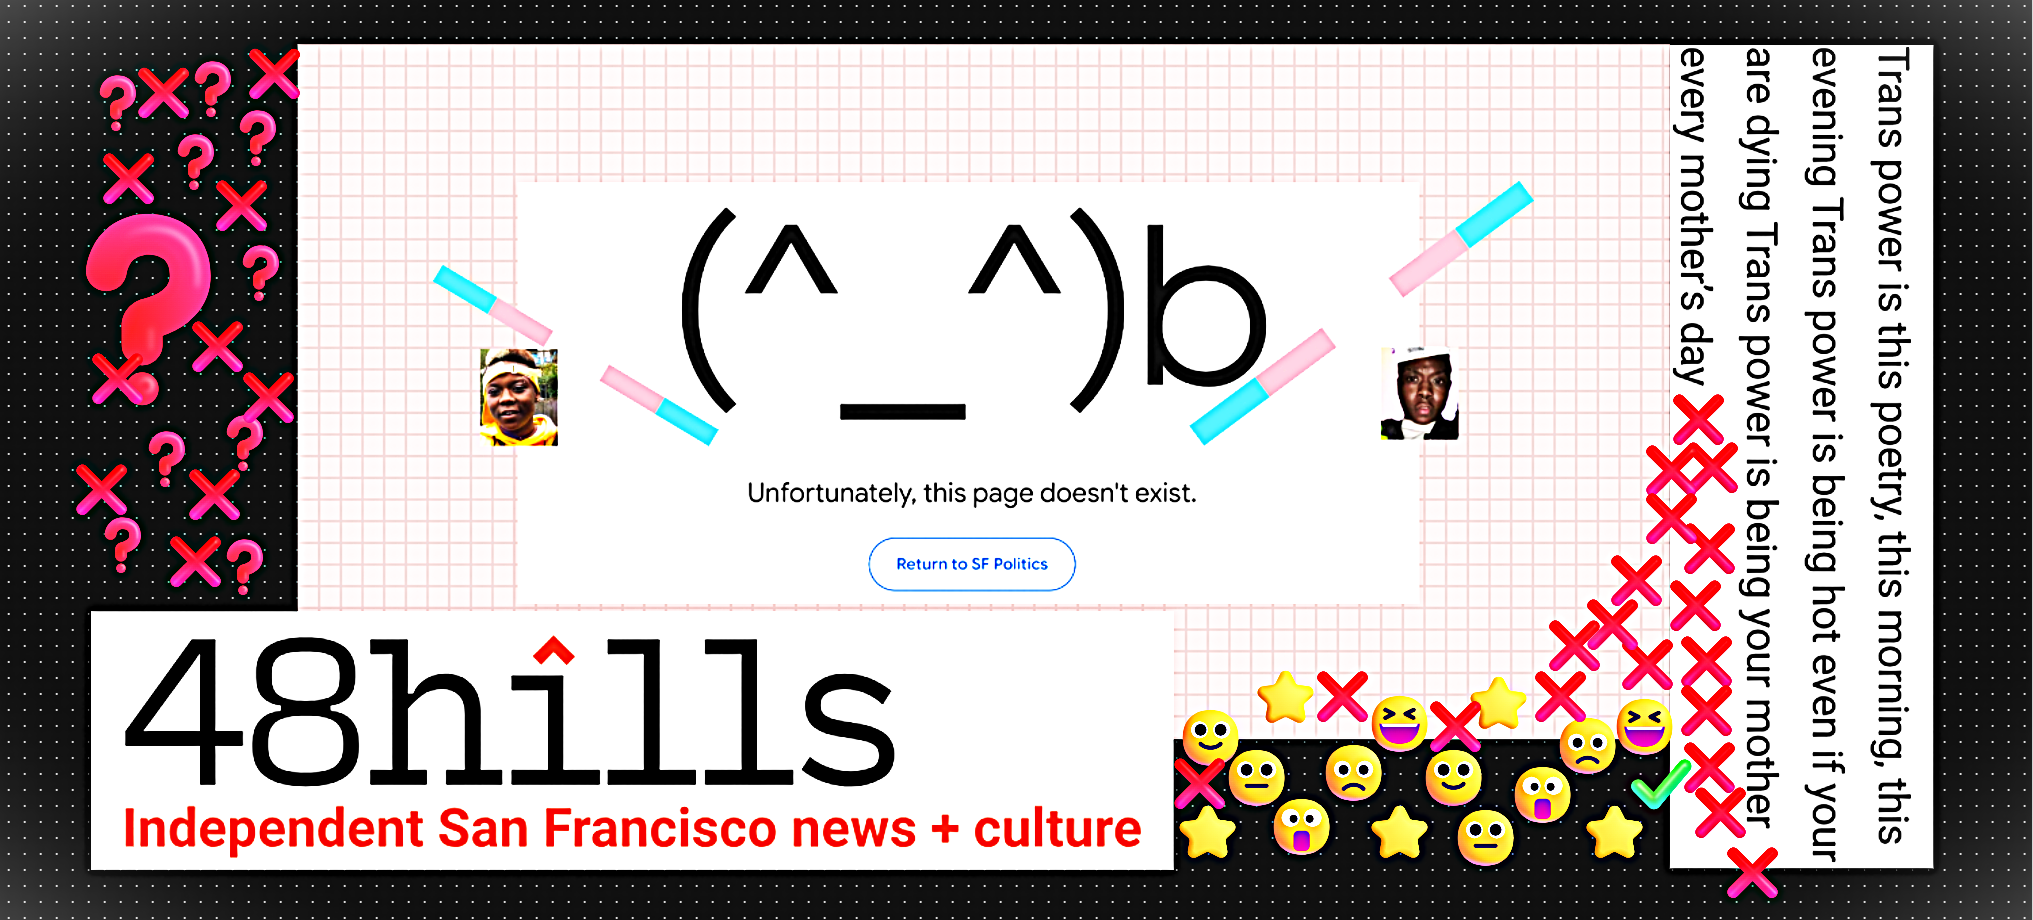 (^_^)b
Unfortunately, this page doesn't exist.
Return to SF Politics
48hills
Independent San Francisco news + culture
Trans power is this poetry, this morning, this
evening Trans power is being hot even if your
are dying Trans power is being your mother
every mother's day